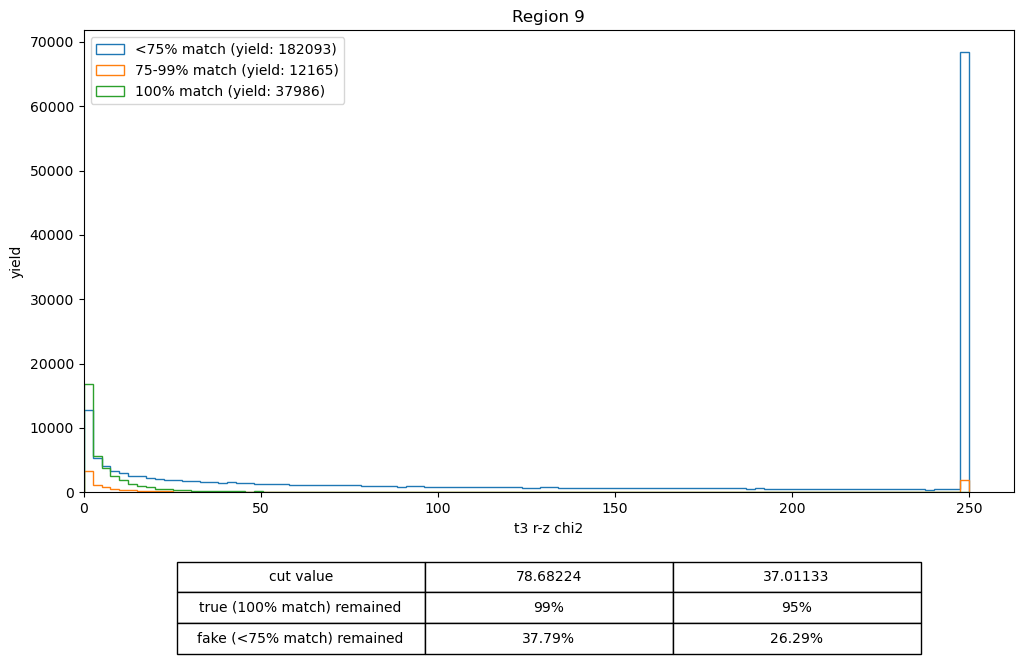 Region 9
<75% match (yield: 182093)
75-99% match (yield: 12165)
100% match (yield: 37986)
70000
60000
50000
40000
30000
20000
10000
0
yield
0 50 100 150 200 250
t3 r-z chi2
cut value 78.68224 37.01133
true (100% match) remained 99% 95%
fake (<75% match) remained 37.79% 26.29%